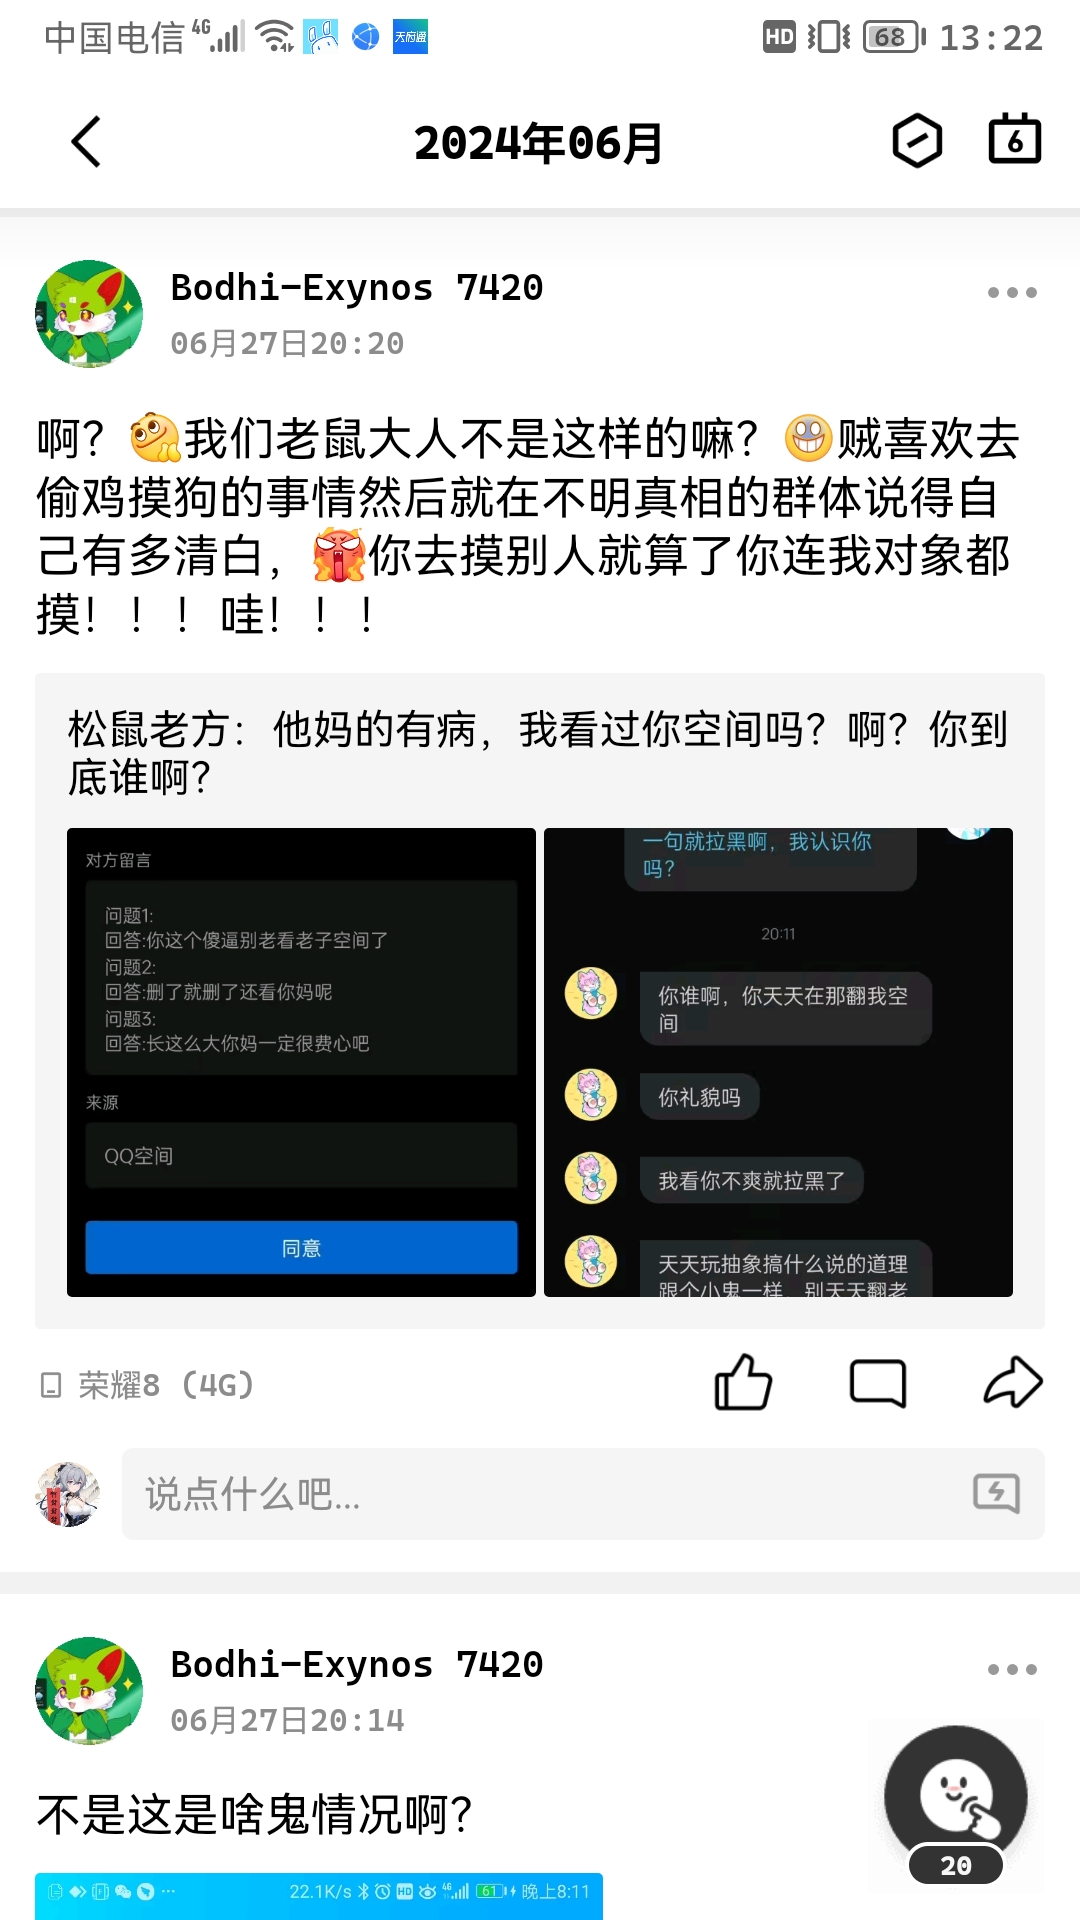 中国电信 4G HD 68 13:22
天府通
2024年06月
6
Bodhi-Exynos 7420
06月27日20:20
啊？我们老鼠大人不是这样的嘛？贼喜欢去
偷鸡摸狗的事情然后就在不明真相的群体说得自
己有多清白，你去摸别人就算了你连我对象都
摸！！！哇！！！
松鼠老方：他妈的有病，我看过你空间吗？啊？你到
底谁啊？
对方留言
问题1:
回答:你这个傻逼别老看老子空间了
问题2:
回答:删了就删了还看你妈呢
问题3:
回答:长这么大你妈一定很费心吧
来源
QQ空间
同意
一句就拉黑啊，我认识你
吗？
20:11
你谁啊，你天天在那翻我空
间
你礼貌吗
我看你不爽就拉黑了
天天玩抽象搞什么说的道理
跟个小鬼一样，别天天翻老
荣耀8 (4G)
说点什么吧...
Bodhi-Exynos 7420
06月27日20:14
不是这是啥鬼情况啊？
20
22.1K/s HD 4G 61 晚上8:11